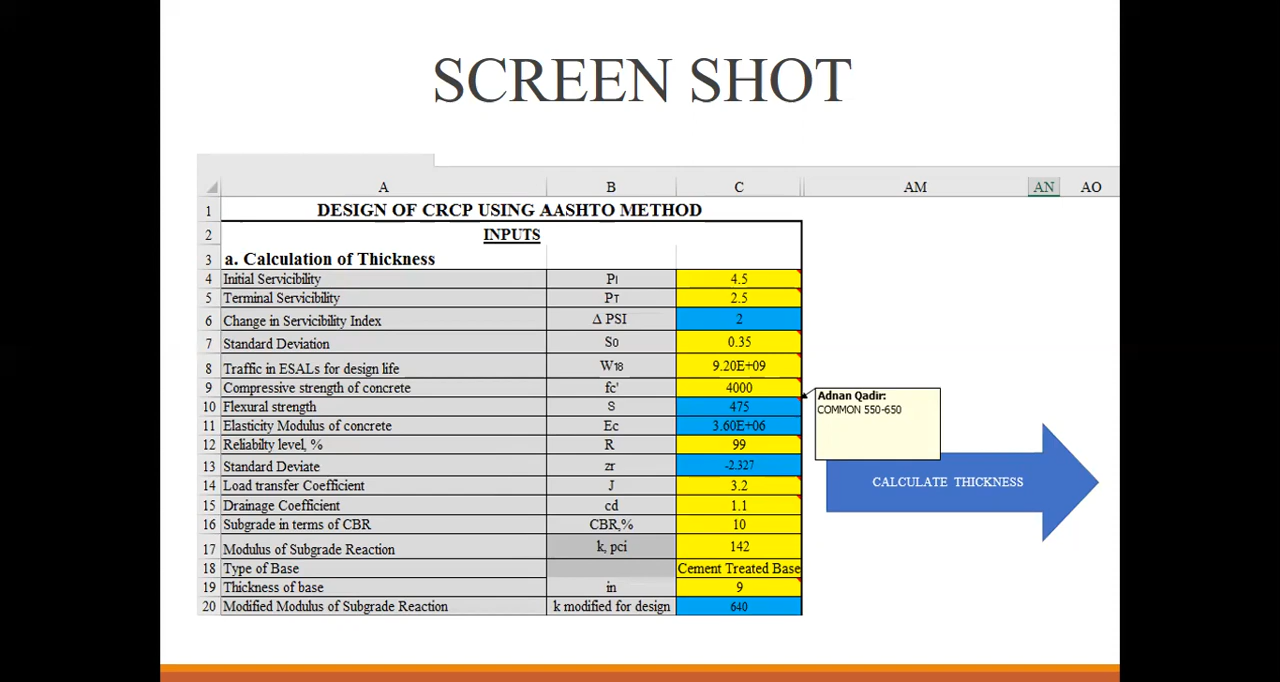 SCREEN SHOT
A B C AM AN AO
1 DESIGN OF CRCP USING AASHTO METHOD
2 INPUTS
3 a. Calculation of Thickness
4 Initial Servicibility PI 4.5
5 Terminal Servicibility PT 2.5
6 Change in Servicibility Index Δ PSI 2
7 Standard Deviation S0 0.35
8 Traffic in ESALs for design life W18 9.20E+09
9 Compressive strength of concrete fc' 4000
10 Flexural strength S 475
11 Elasticity Modulus of concrete Ec 3.60E+06
12 Reliabilty level, % R 99
13 Standard Deviate zr -2.327
14 Load transfer Coefficient J 3.2
15 Drainage Coefficient cd 1.1
16 Subgrade in terms of CBR CBR,% 10
17 Modulus of Subgrade Reaction k, pci 142
18 Type of Base Cement Treated Base
19 Thickness of base in 9
20 Modified Modulus of Subgrade Reaction k modified for design 640
Adnan Qadir:
COMMON 550-650
CALCULATE THICKNESS